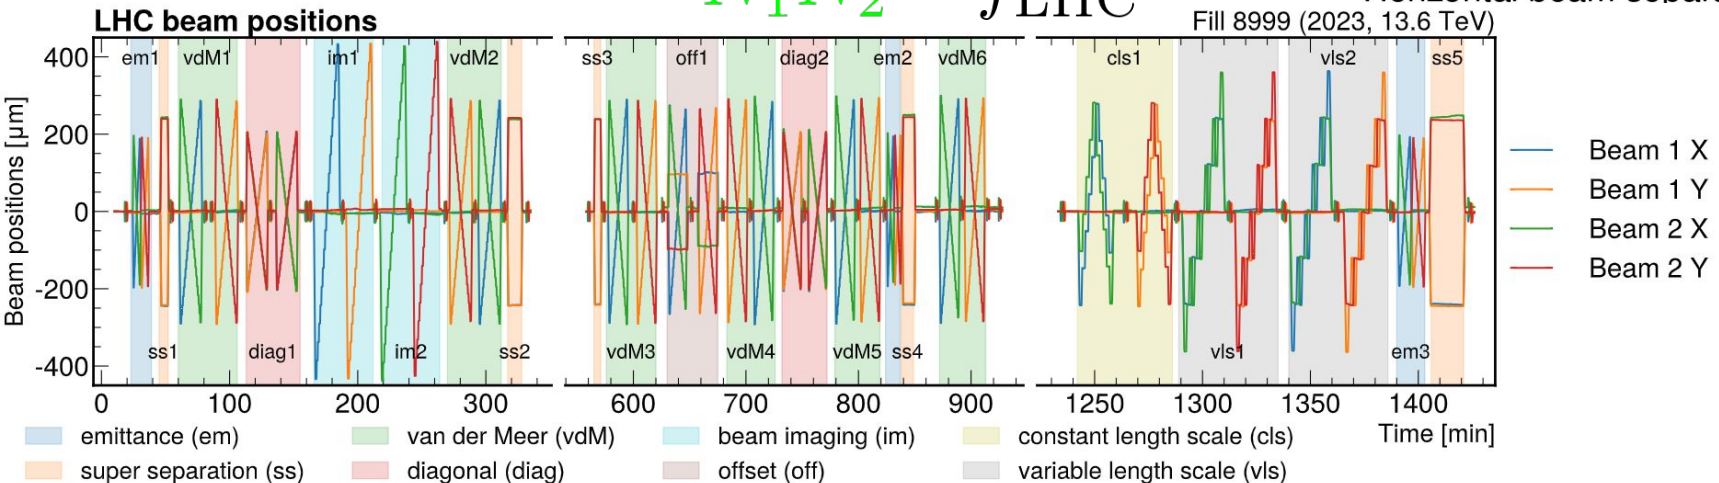 N1N2 fLHC
LHC beam positions
Fill 8999 (2023, 13.6 TeV)
Beam positions [µm]
400
200
0
-200
-400
em1 vdM1 im1 vdM2 ss3 off1 diag2 em2 vdM6 cls1 vls2 ss5
ss1 diag1 im2 ss2 vdM3 vdM4 vdM5 ss4 vls1 em3
0 100 200 300 600 700 800 900 1250 1300 1350 1400
Time [min]
Beam 1 X
Beam 1 Y
Beam 2 X
Beam 2 Y
emittance (em) van der Meer (vdM) beam imaging (im) constant length scale (cls)
super separation (ss) diagonal (diag) offset (off) variable length scale (vls)